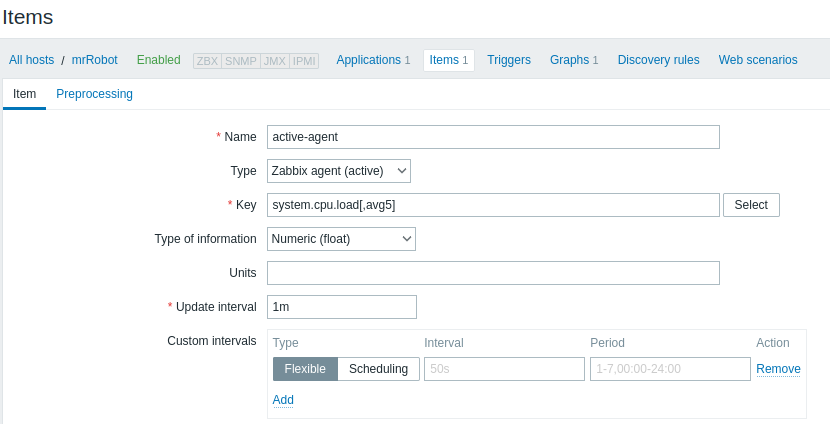 Items
All hosts / mrRobot Enabled ZBX SNMP JMX IPMI Applications 1 Items 1 Triggers Graphs 1 Discovery rules Web scenarios
Item Preprocessing
* Name active-agent
Type Zabbix agent (active)
* Key system.cpu.load[,avg5] Select
Type of information Numeric (float)
Units
* Update interval 1m
Custom intervals Type Interval Period Action
Flexible Scheduling 50s 1-7,00:00-24:00 Remove
Add